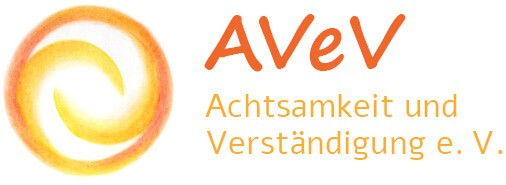 AVeV
Achtsamkeit und
Verständigung e. V.